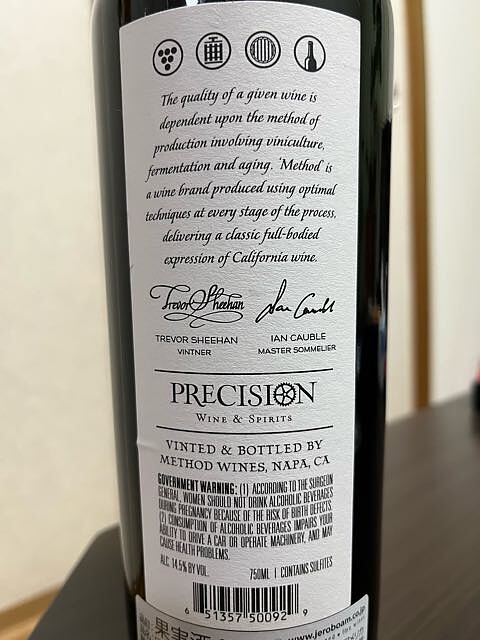 The quality of a given wine is
dependent upon the method of
production involving viniculture,
fermentation and aging. 'Method' is
a wine brand produced using optimal
techniques at every stage of the process,
delivering a classic full-bodied
expression of California wine.
Trevor Sheehan Ian Cauble
TREVOR SHEEHAN IAN CAUBLE
VINTNER MASTER SOMMELIER
PRECISION
WINE & SPIRITS
VINTED & BOTTLED BY
METHOD WINES, NAPA, CA
GOVERNMENT WARNING: (1) ACCORDING TO THE SURGEON
GENERAL, WOMEN SHOULD NOT DRINK ALCOHOLIC BEVERAGES
DURING PREGNANCY BECAUSE OF THE RISK OF BIRTH DEFECTS.
(2) CONSUMPTION OF ALCOHOLIC BEVERAGES IMPAIRS YOUR
ABILITY TO DRIVE A CAR OR OPERATE MACHINERY, AND MAY
CAUSE HEALTH PROBLEMS.
ALC. 14.5% BY VOL. 750ML | CONTAINS SULFITES
6 51357 50092 9
果実酒 www.jeroboam.co.jp